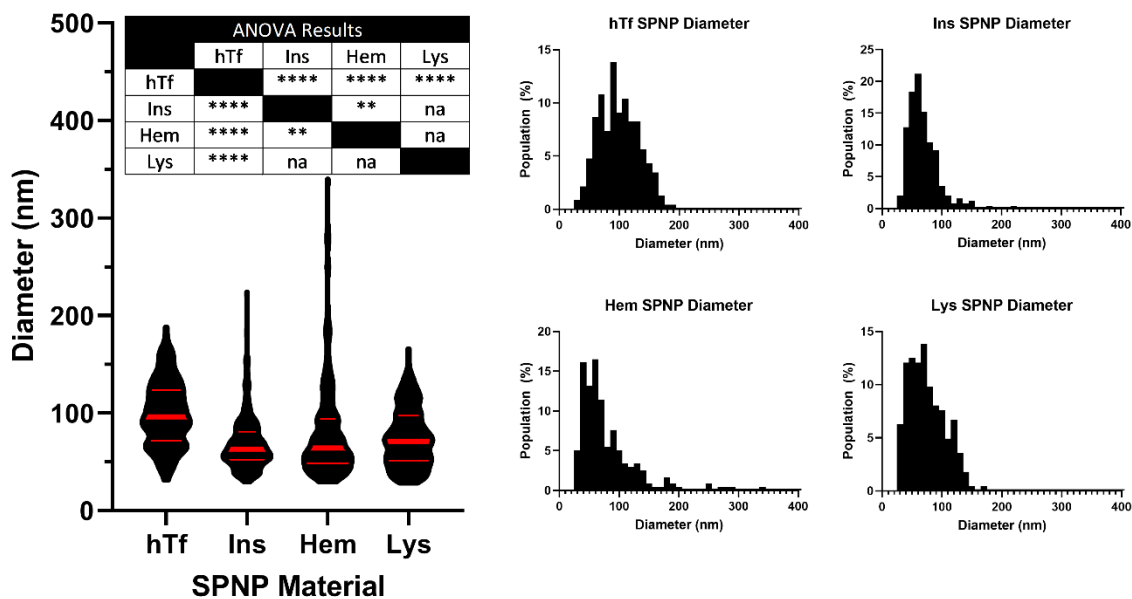 500
400
300
200
100
0
Diameter (nm)
ANOVA Results
hTf Ins Hem Lys
hTf **** **** ****
Ins **** ** na
Hem **** ** na
Lys **** na na
hTf Ins Hem Lys
SPNP Material
hTf SPNP Diameter
15
10
5
0
Population (%)
0 100 200 300 400
Diameter (nm)
Ins SPNP Diameter
25
20
15
10
5
0
Population (%)
0 100 200 300 400
Diameter (nm)
Hem SPNP Diameter
20
15
10
5
0
Population (%)
0 100 200 300 400
Diameter (nm)
Lys SPNP Diameter
15
10
5
0
Population (%)
0 100 200 300 400
Diameter (nm)